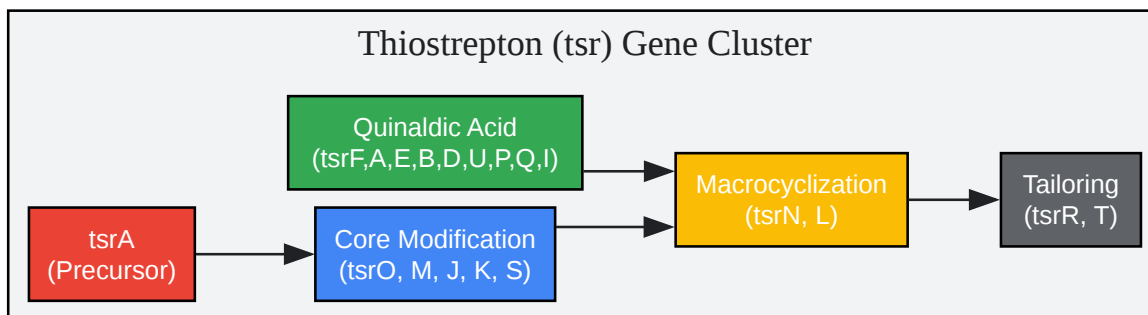 Thiostrepton (tsr) Gene Cluster
Quinaldic Acid
(tsrF,A,E,B,D,U,P,Q,I)
Macrocyclization
(tsrN, L)
Tailoring
(tsrR, T)
tsrA
(Precursor)
Core Modification
(tsrO, M, J, K, S)